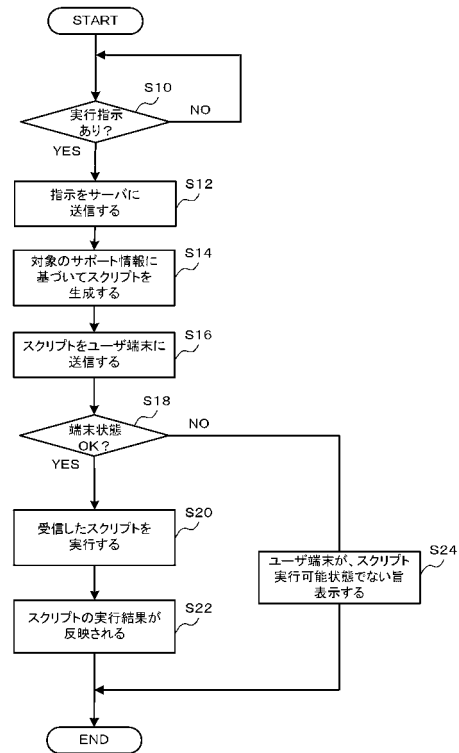 START
S10
実行指示
あり?
NO
YES
S12
指示をサーバに
送信する
S14
対象のサポート情報に
基づいてスクリプトを
生成する
S16
スクリプトをユーザ端末に
送信する
S18
端末状態
OK?
NO
YES
S20
受信したスクリプトを
実行する
S24
ユーザ端末が、スクリプト
実行可能状態でない旨
表示する
S22
スクリプトの実行結果が
反映される
END